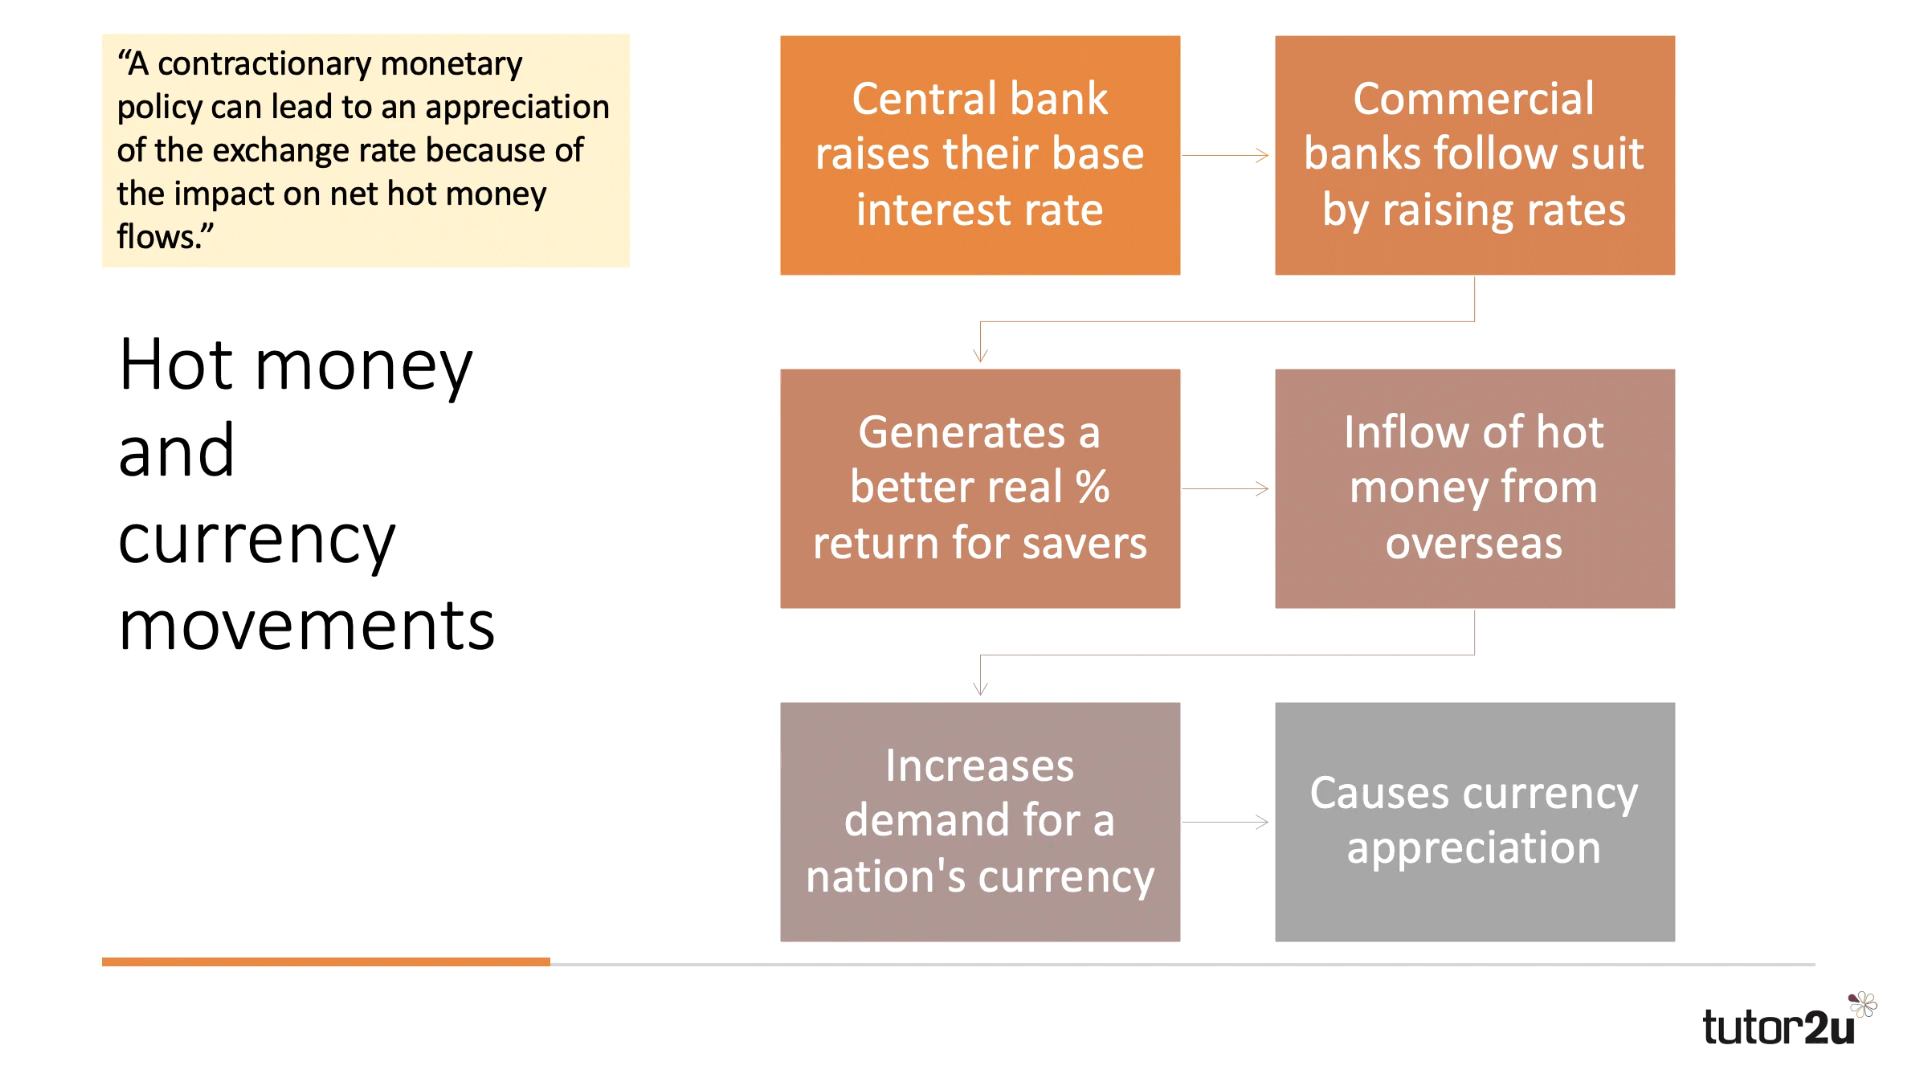 “A contractionary monetary
policy can lead to an appreciation
of the exchange rate because of
the impact on net hot money
flows.”
Hot money
and
currency
movements
Central bank
raises their base
interest rate
Commercial
banks follow suit
by raising rates
Generates a
better real %
return for savers
Inflow of hot
money from
overseas
Increases
demand for a
nation's currency
Causes currency
appreciation
tutor2u